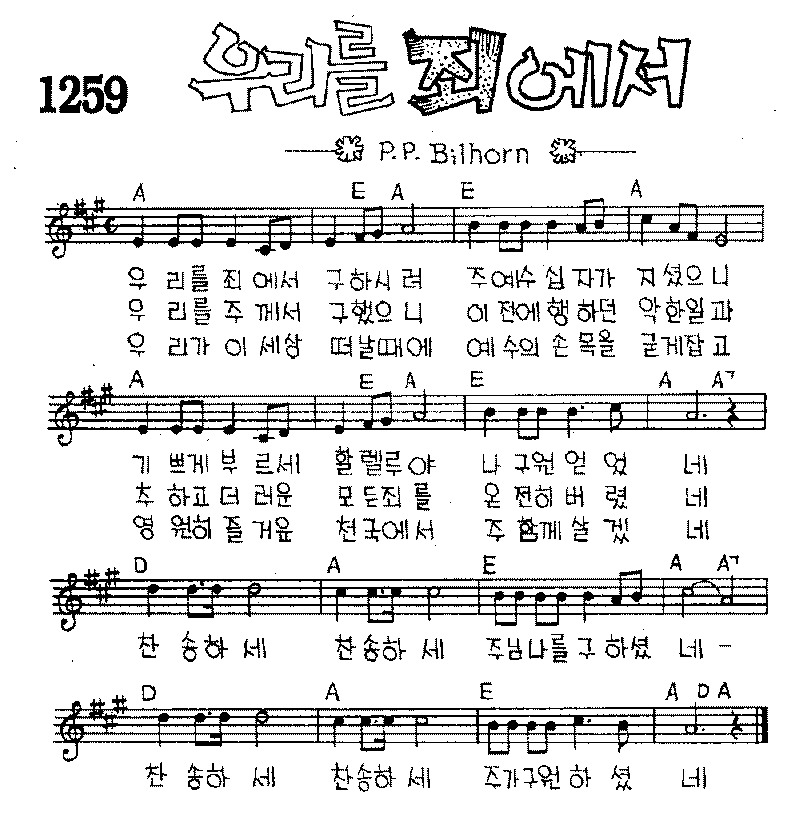 우리를 죄에서
1259
P.P. Bilhorn
A E A E A
우 리를 죄 에서 구하시려 주예수 십 자가 지셨으니
우 리를 주 께서 구했으니 이 전에 행 하던 악한일과
우 리가 이 세상 떠날때에 예 수의 손 목을 굳게잡고
A E A E A A7
기 쁘게 부 르세 할렐루야 나 구원 얻 었 네
추 하고 더 러운 모든죄를 온 전히 버 렸 네
영 원히 즐 거운 천국에서 주 함께 살 겠 네
D A E A A7
찬 송하 세 찬송하 세 주님나를구 하셨 네 -
D A E A D A
찬 송하 세 찬송하 세 주가구원 하 셨 네